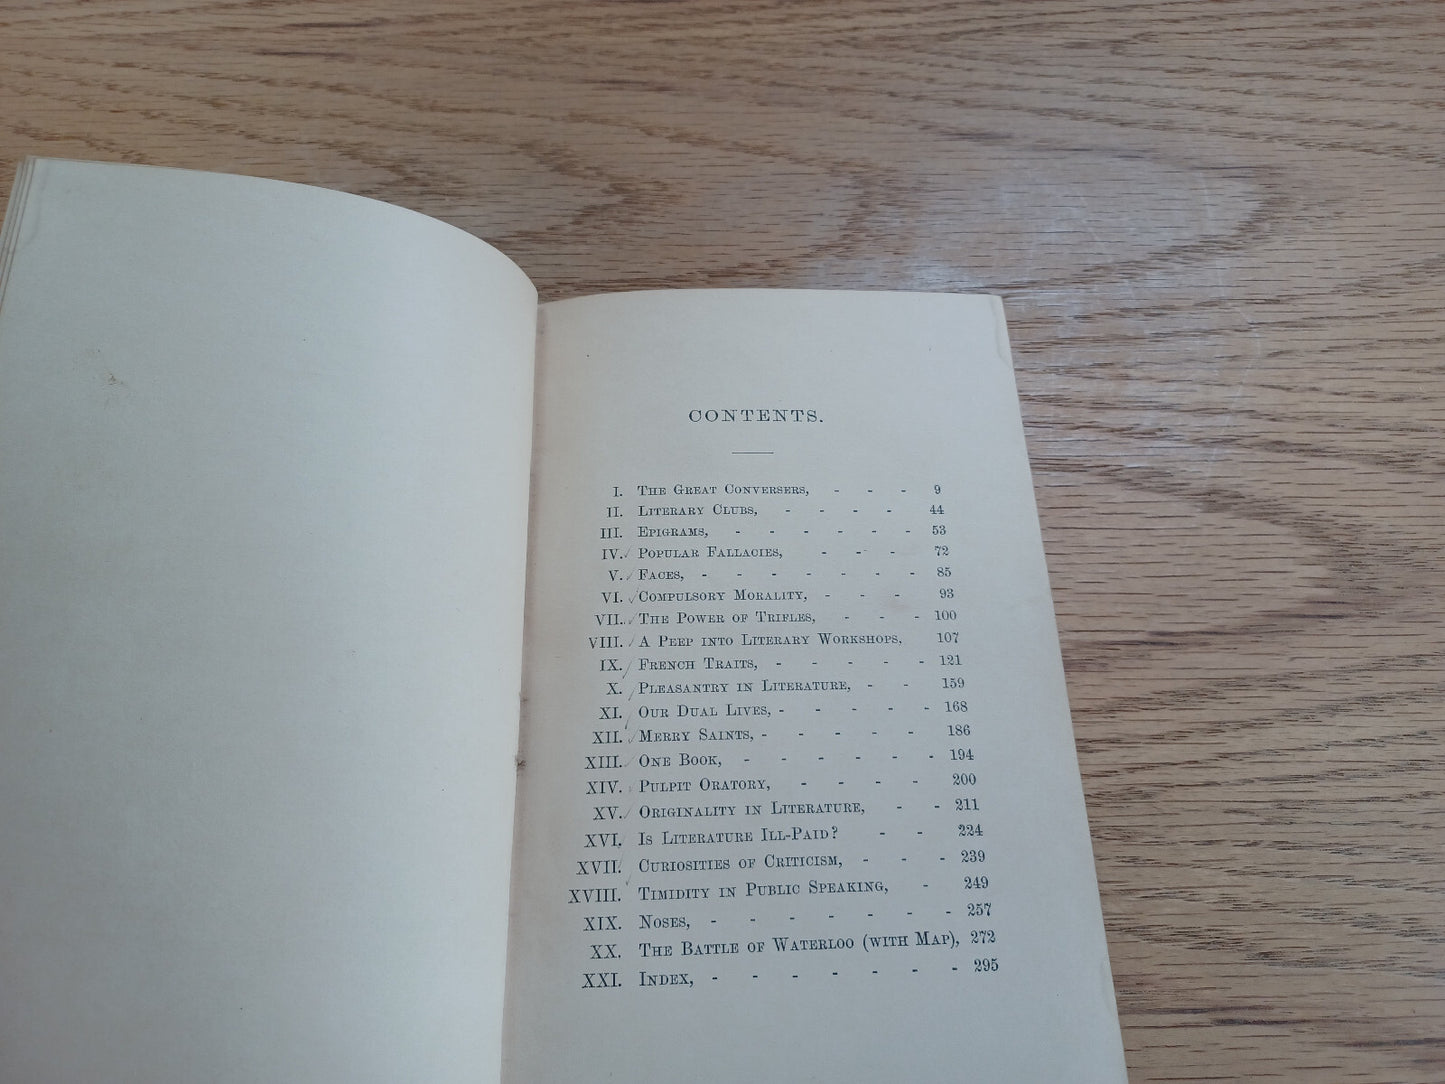 CONTENTS.
I. The Great Conversers, - - - 9
II. Literary Clubs, - - - - 44
III. Epigrams, - - - - - - 53
IV. Popular Fallacies, - - - 72
V. Faces, - - - - - - - 85
VI. Compulsory Morality, - - - 93
VII. The Power of Trifles, - - - 100
VIII. A Peep into Literary Workshops, 107
IX. French Traits, - - - - - 121
X. Pleasantry in Literature, - - 159
XI. Our Dual Lives, - - - - - 168
XII. Merry Saints, - - - - - 186
XIII. One Book, - - - - - - 194
XIV. Pulpit Oratory, - - - - 200
XV. Originality in Literature, - - 211
XVI. Is Literature Ill-Paid? - - 224
XVII. Curiosities of Criticism, - - - 239
XVIII. Timidity in Public Speaking, - 249
XIX. Noses, - - - - - - - 257
XX. The Battle of Waterloo (with Map), 272
XXI. Index, - - - - - - - 295